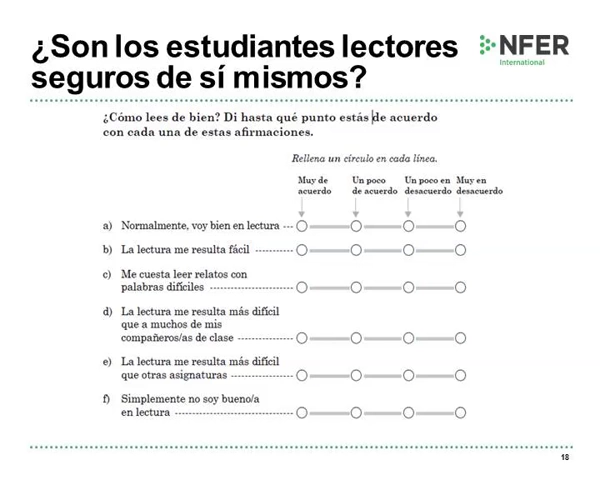 ¿Son los estudiantes lectores
seguros de sí mismos?
NFER
International
¿Cómo lees de bien? Di hasta qué punto estás de acuerdo
con cada una de estas afirmaciones.
Rellena un círculo en cada línea.
Muy de acuerdo
Un poco de acuerdo
Un poco en desacuerdo
Muy en desacuerdo
a) Normalmente, voy bien en lectura
b) La lectura me resulta fácil
c) Me cuesta leer relatos con
palabras difíciles
d) La lectura me resulta más difícil
que a muchos de mis
compañeros/as de clase
e) La lectura me resulta más difícil
que otras asignaturas
f) Simplemente no soy bueno/a
en lectura
18